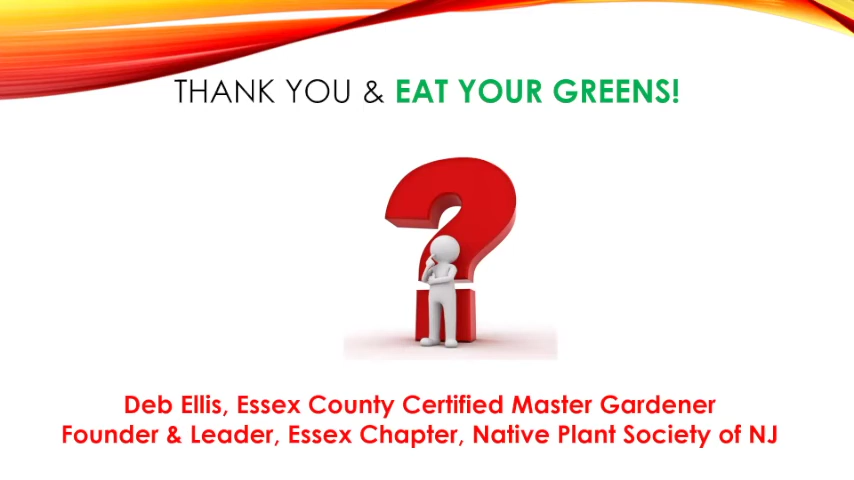 THANK YOU & EAT YOUR GREENS!
Deb Ellis, Essex County Certified Master Gardener
Founder & Leader, Essex Chapter, Native Plant Society of NJ